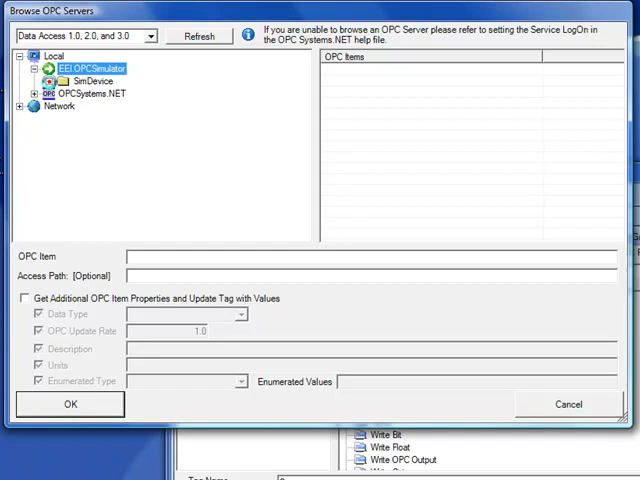 Browse OPC Servers
Data Access 1.0, 2.0, and 3.0
Refresh
If you are unable to browse an OPC Server please refer to setting the Service LogOn in
the OPC Systems.NET help file.
Local
EEI.OPCSimulator
SimDevice
OPC OPCSystems.NET
Network
OPC Items
OPC Item
Access Path: [Optional]
Get Additional OPC Item Properties and Update Tag with Values
Data Type
OPC Update Rate
1.0
Description
Units
Enumerated Type
Enumerated Values
OK
Cancel
Write Bit
Write Float
Write OPC Output